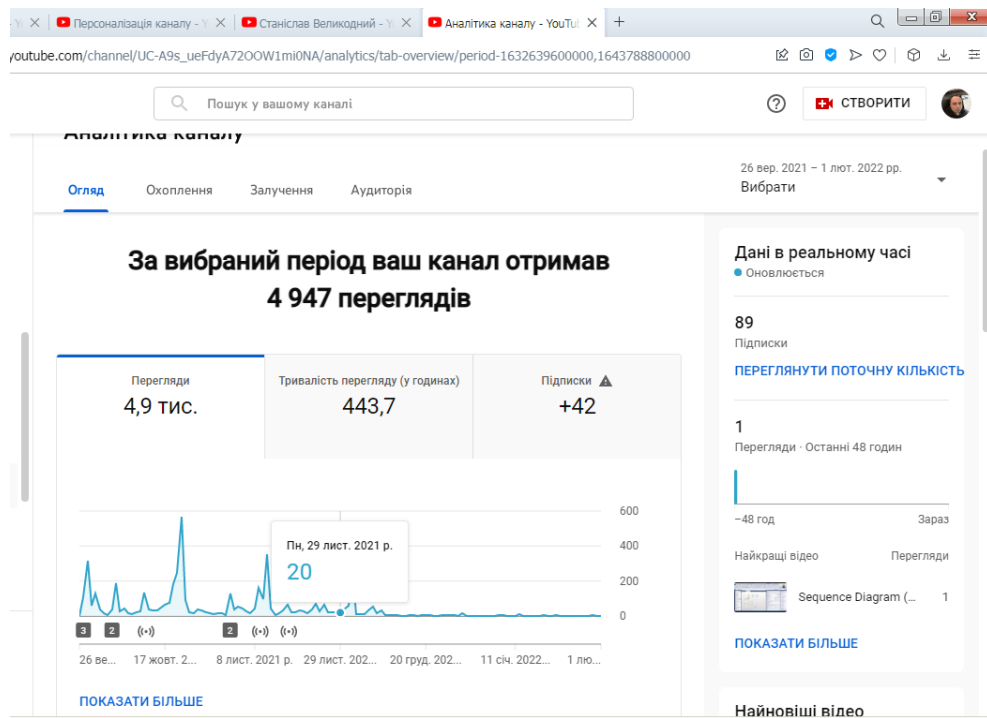 Персоналізація каналу - Y
Станіслав Великодний - Y
Аналітика каналу - YouTu
youtube.com/channel/UC-A9s_ueFdyA72OOW1mi0NA/analytics/tab-overview/period-1632639600000,1643788800000
Пошук у вашому каналі
СТВОРИТИ
Аналітика каналу
26 вер. 2021 – 1 лют. 2022 рр.
Вибрати
Огляд Охоплення Залучення Аудиторія
За вибраний період ваш канал отримав
4 947 переглядів
Перегляди
4,9 тис.
Тривалість перегляду (у годинах)
443,7
Підписки
+42
600
400
200
0
Пн, 29 лист. 2021 р.
20
3 2 2
26 ве... 17 жовт. 2... 8 лист. 2021 р. 29 лист. 202... 20 груд. 202... 11 січ. 2022... 1 лю...
ПОКАЗАТИ БІЛЬШЕ
Дані в реальному часі
Оновлюється
89
Підписки
ПЕРЕГЛЯНУТИ ПОТОЧНУ КІЛЬКІСТЬ
1
Перегляди · Останні 48 годин
−48 год Зараз
Найкращі відео Перегляди
Sequence Diagram (... 1
ПОКАЗАТИ БІЛЬШЕ
Найновіші відео